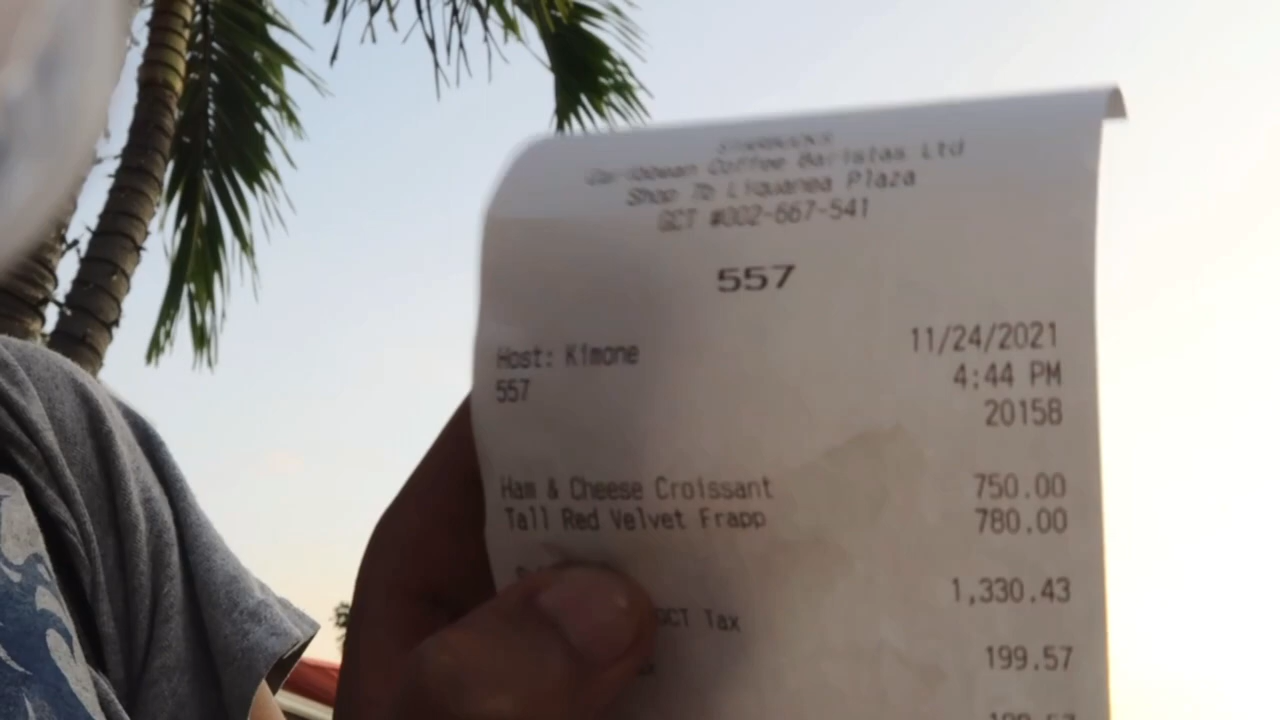 STARBUCKS
Caribbean Coffee Baristas Ltd
Shop 7b Liguanea Plaza
GCT #002-667-541
557
Host: Kimone 11/24/2021
557 4:44 PM
20158
Ham & Cheese Croissant 750.00
Tall Red Velvet Frapp 780.00
1,330.43
GCT Tax
199.57